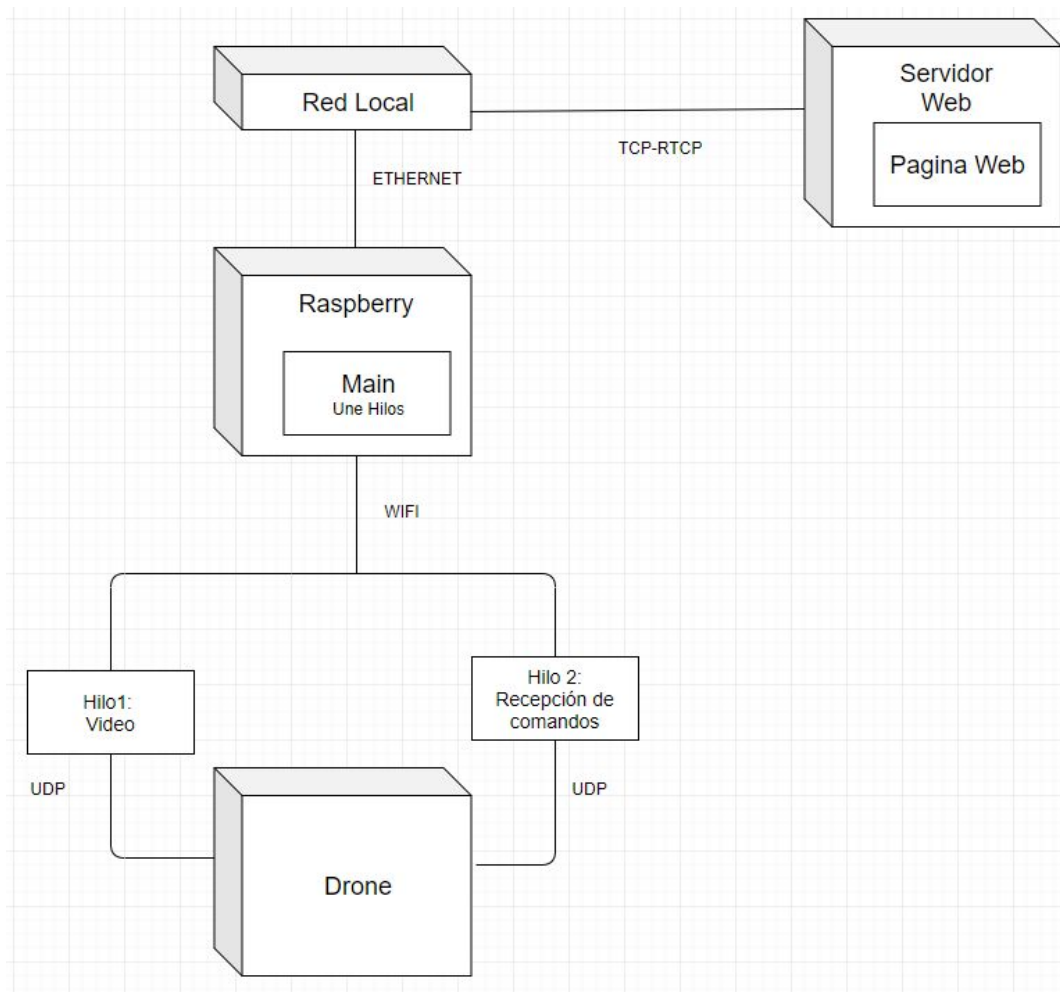 Red Local
Servidor
Web
Pagina Web
TCP-RTCP
ETHERNET
Raspberry
Main
Une Hilos
WIFI
Hilo1:
Video
Hilo 2:
Recepción de
comandos
UDP
UDP
Drone